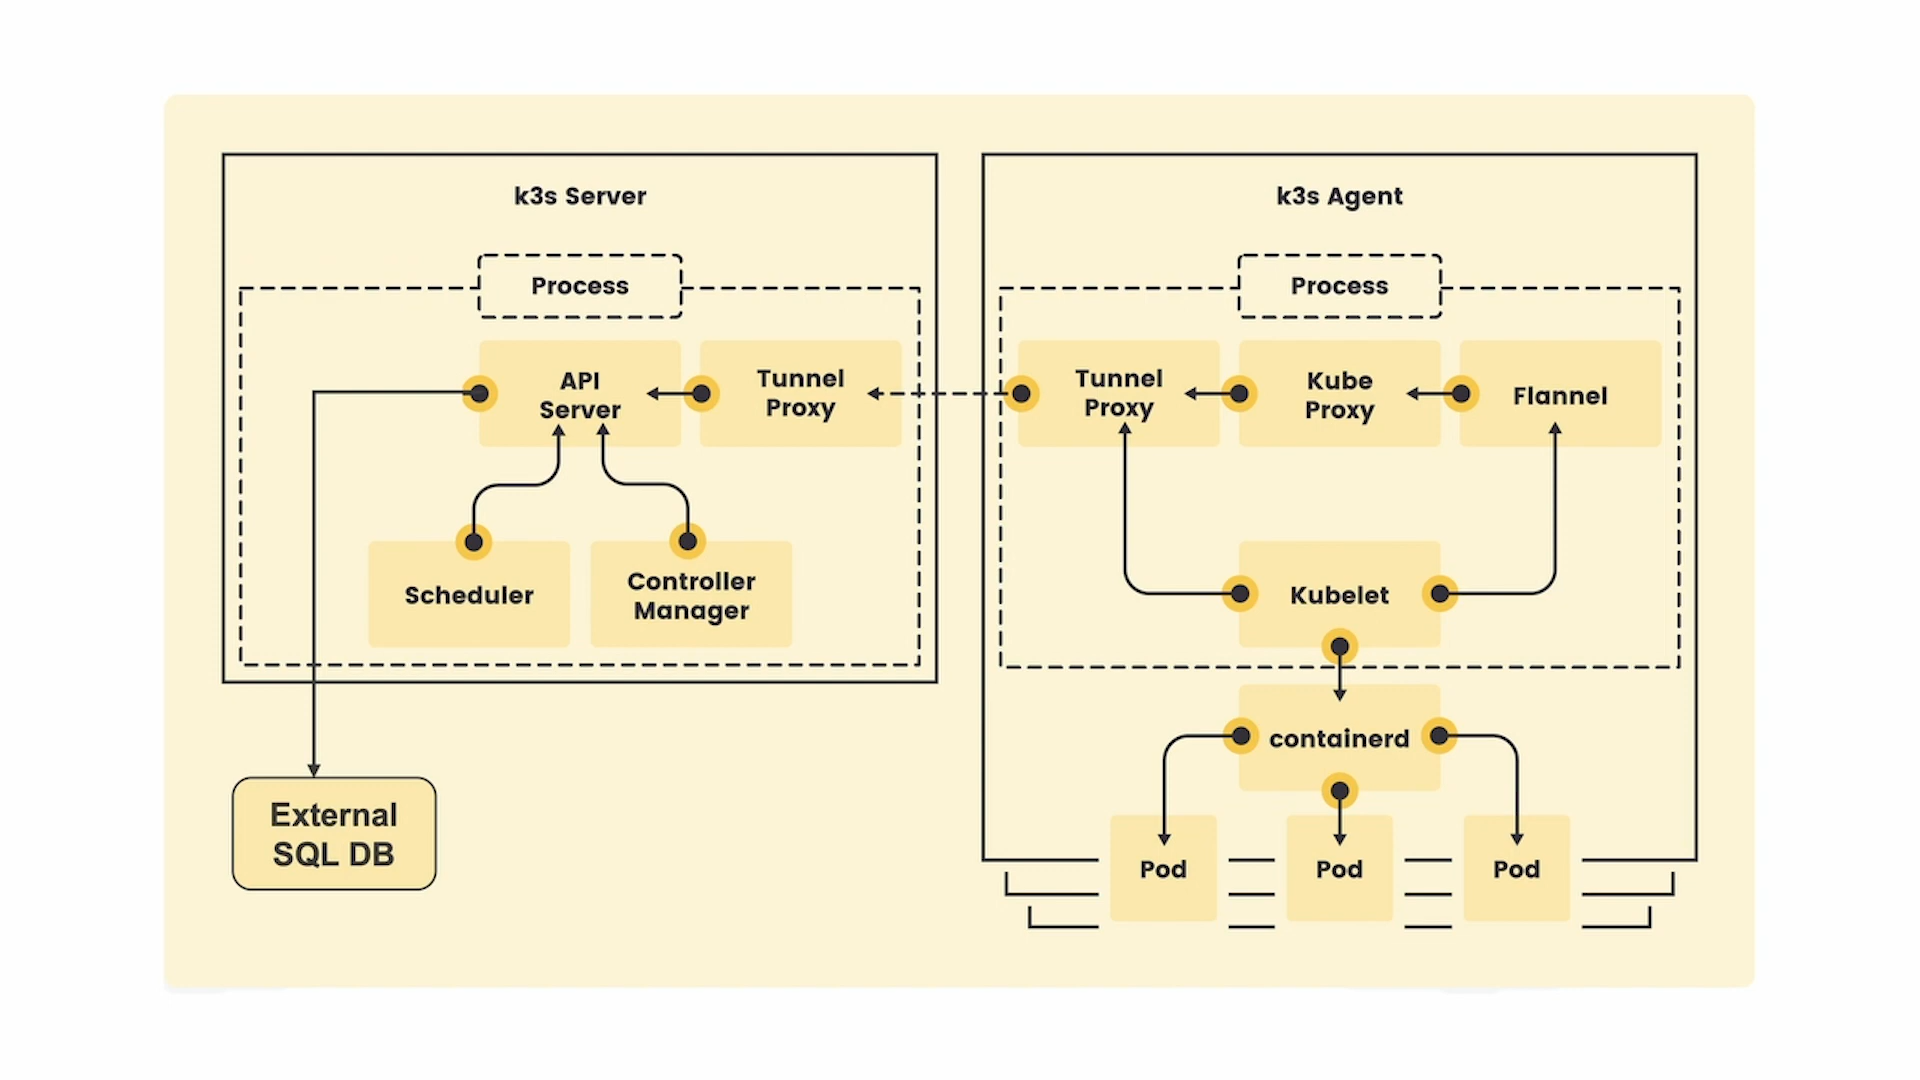 k3s Server
Process
API
Server
Tunnel
Proxy
Scheduler
Controller
Manager
External
SQL DB
k3s Agent
Process
Tunnel
Proxy
Kube
Proxy
Flannel
Kubelet
containerd
Pod
Pod
Pod